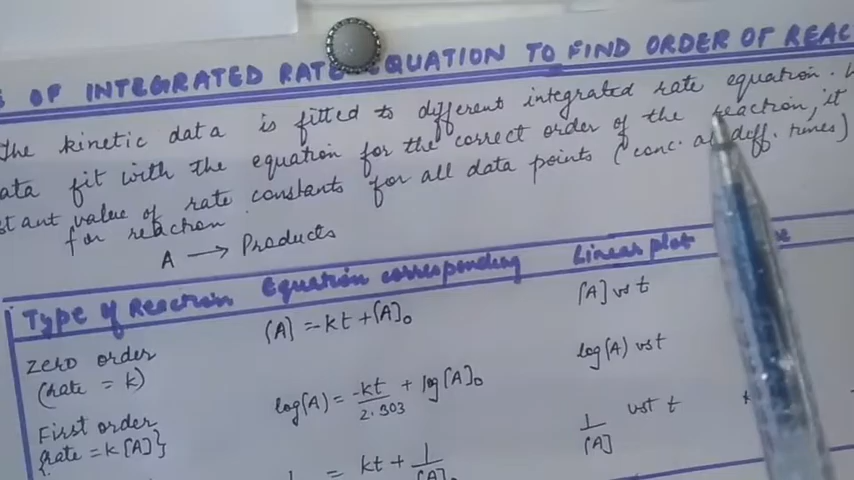 OF INTEGRATED RATE EQUATION TO FIND ORDER OF REAC
The kinetic data is fitted to different integrated rate equation.
ata fit with the equation for the correct order of the reaction, it
stant value of rate constants for all data points (conc. at diff. times)
for reaction.
A → Products
Type of Reaction Equation corresponding Linear plot
Zero order [A] = -kt + [A]₀ [A] vs t
(rate = k)
First order log[A] = -kt/2.303 + log[A]₀ log[A] vs t
{rate = k[A]}
= kt + 1/[A]₀ 1/[A] vs t